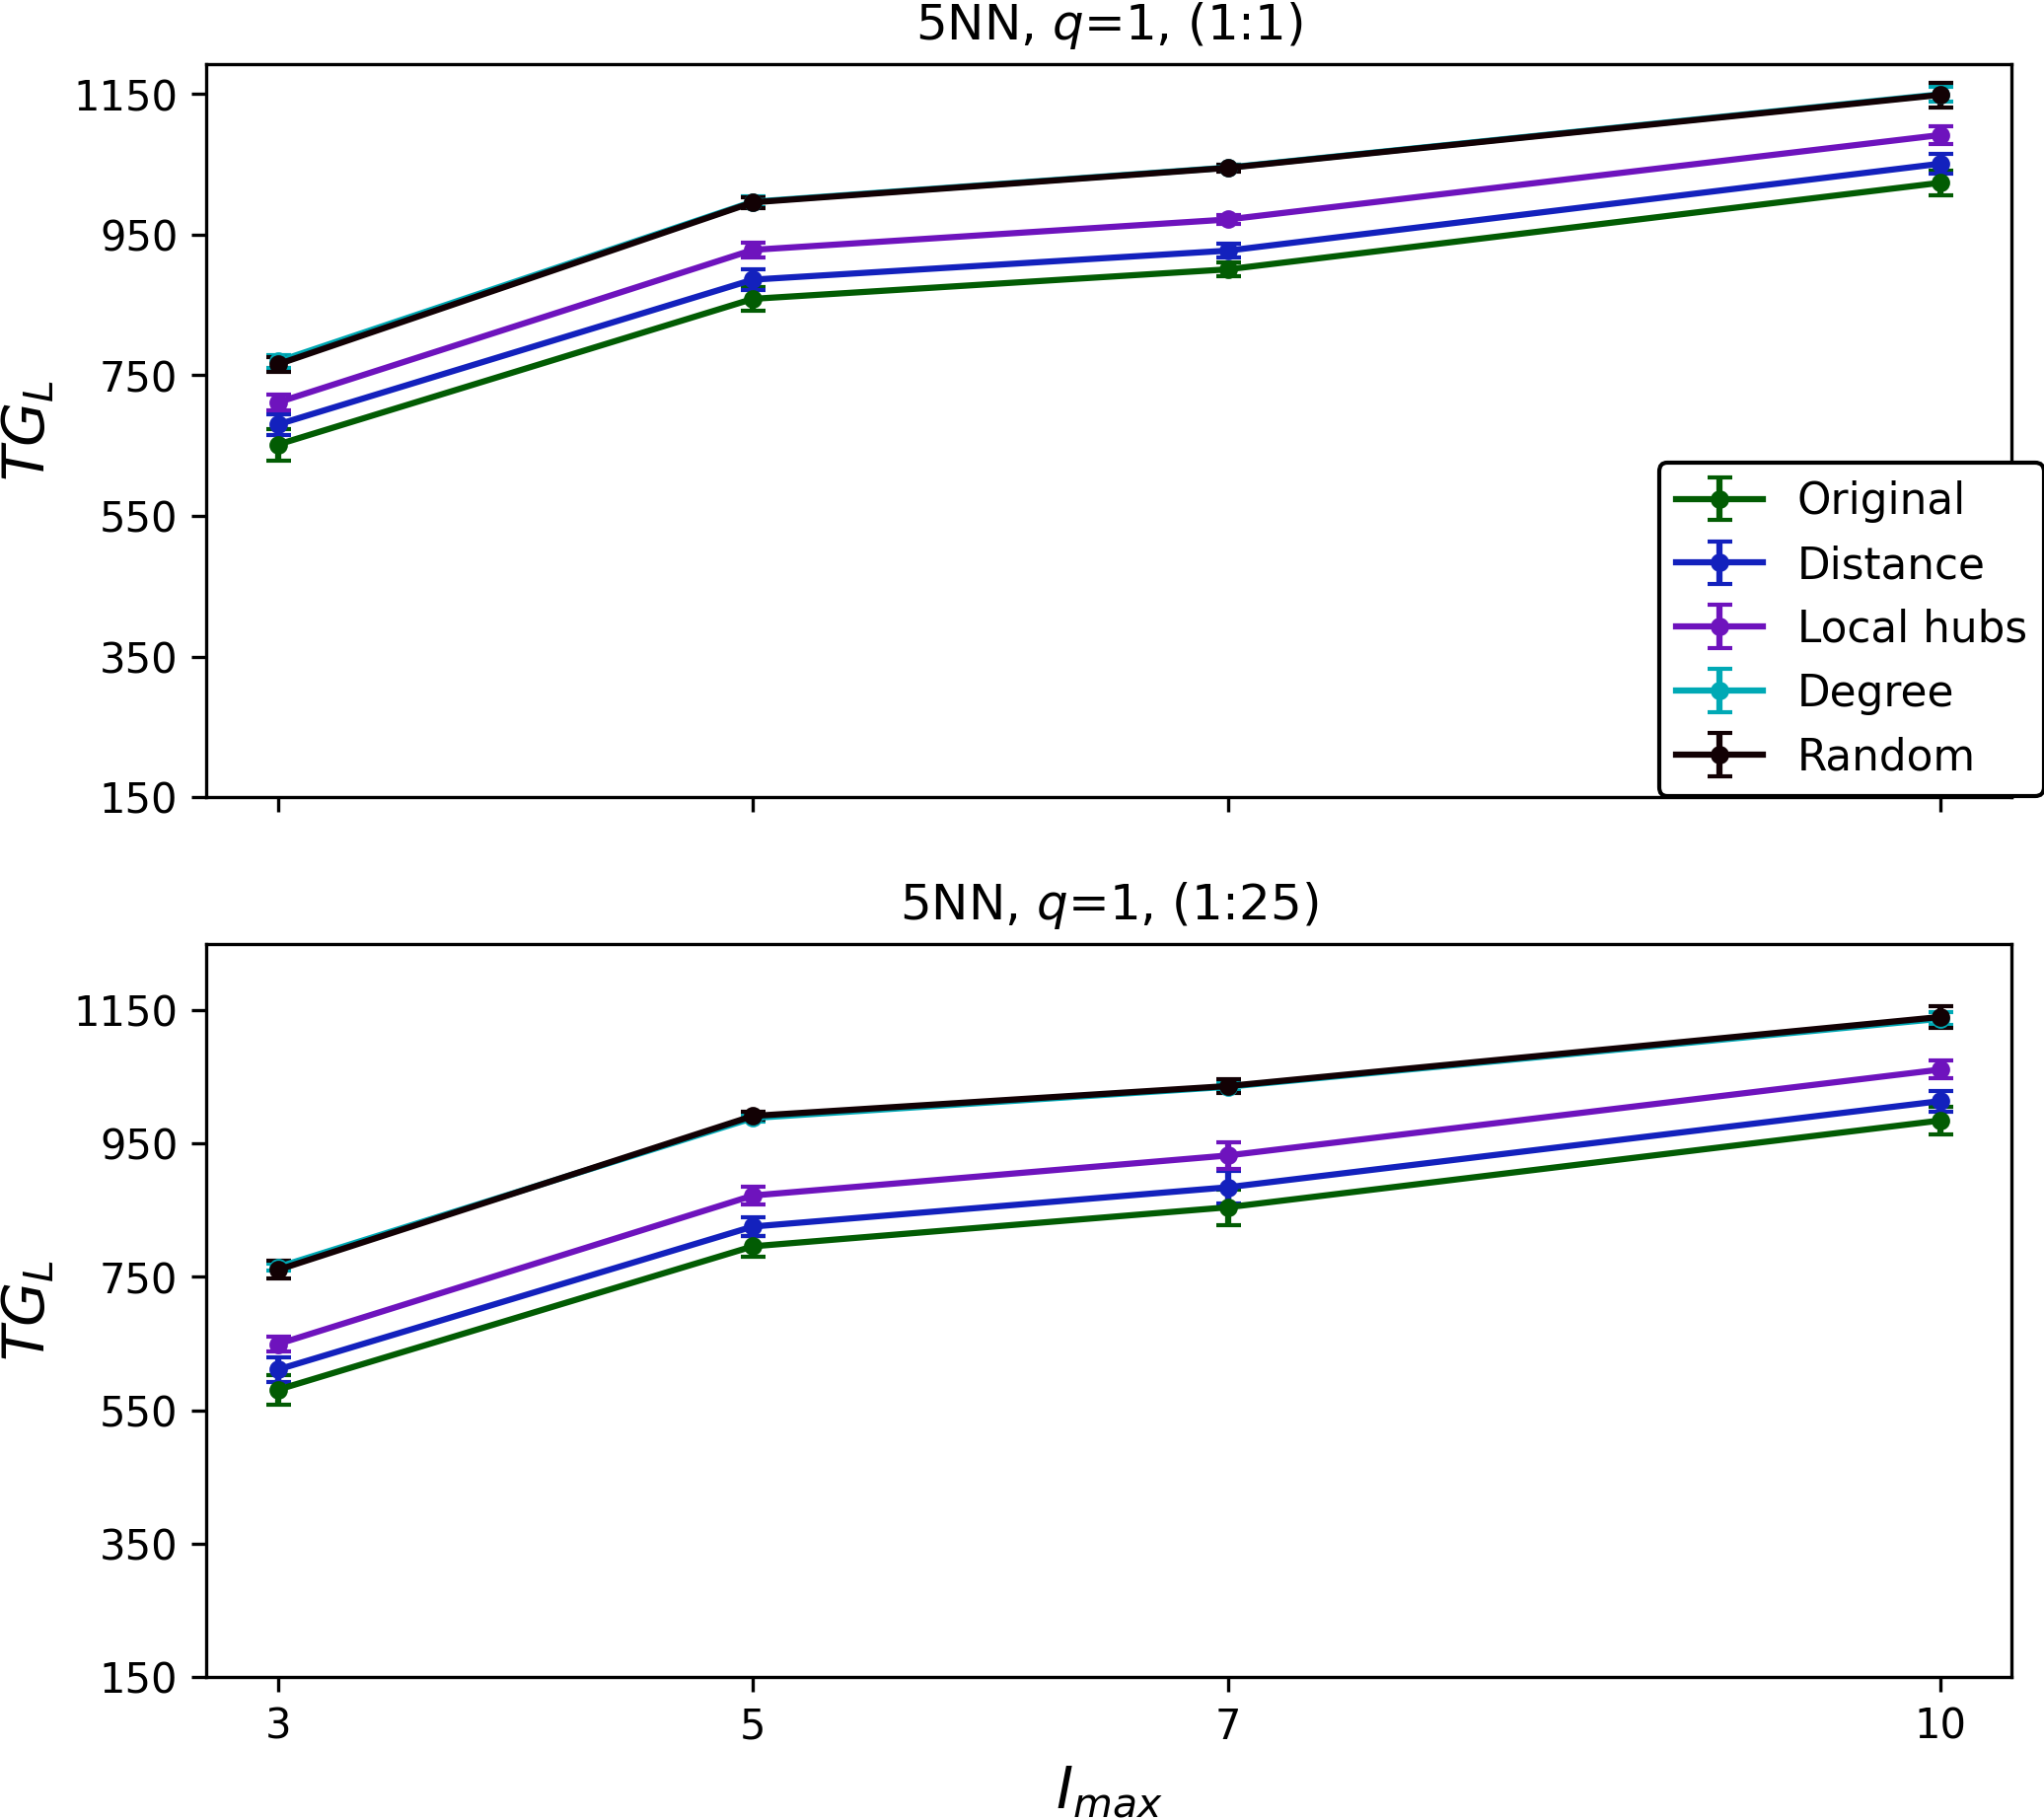 5NN, q=1, (1:1)
1150
950
750
550
350
150
TG_L
Original
Distance
Local hubs
Degree
Random
5NN, q=1, (1:25)
1150
950
750
550
350
150
TG_L
3 5 7 10
I_max